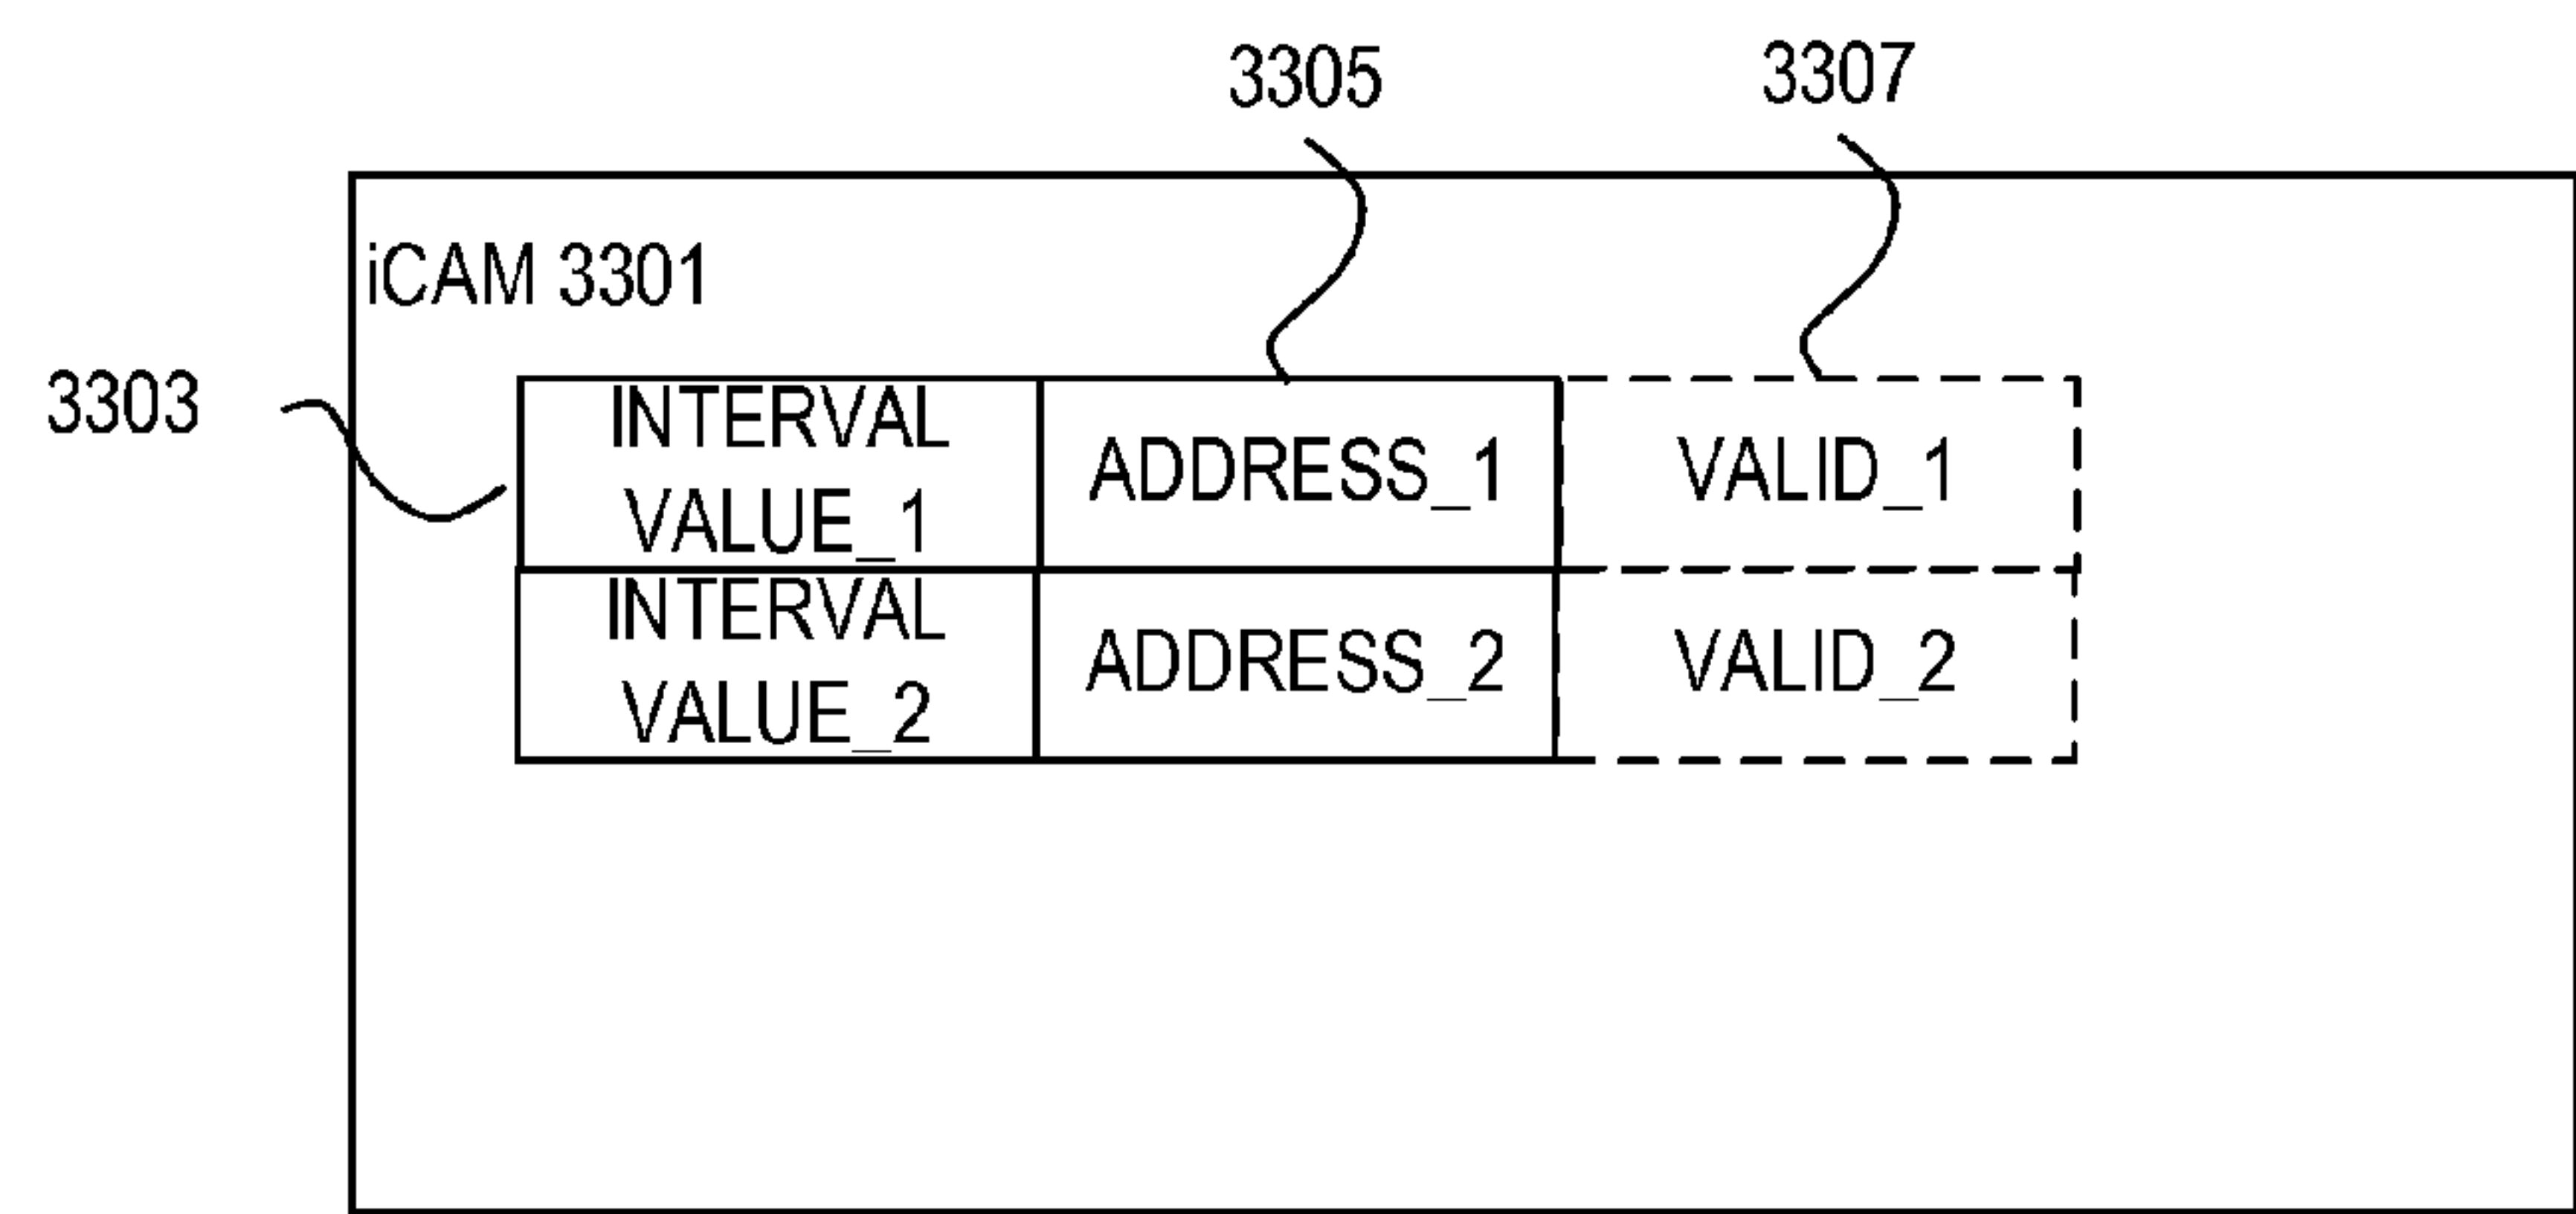 3305
3307
iCAM 3301
3303
INTERVAL
VALUE_1
ADDRESS_1
VALID_1
INTERVAL
VALUE_2
ADDRESS_2
VALID_2